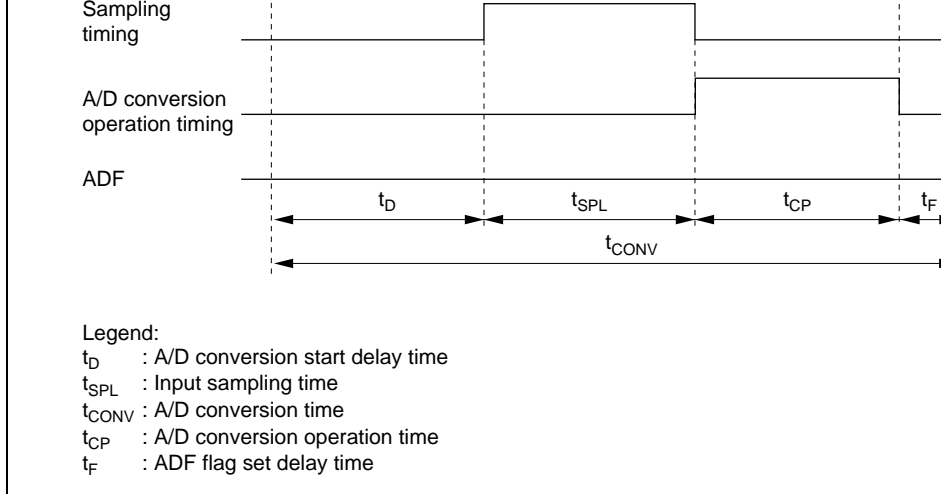 Sampling
timing
A/D conversion
operation timing
ADF
tD tSPL tCP tF
tCONV
Legend:
tD : A/D conversion start delay time
tSPL : Input sampling time
tCONV : A/D conversion time
tCP : A/D conversion operation time
tF : ADF flag set delay time